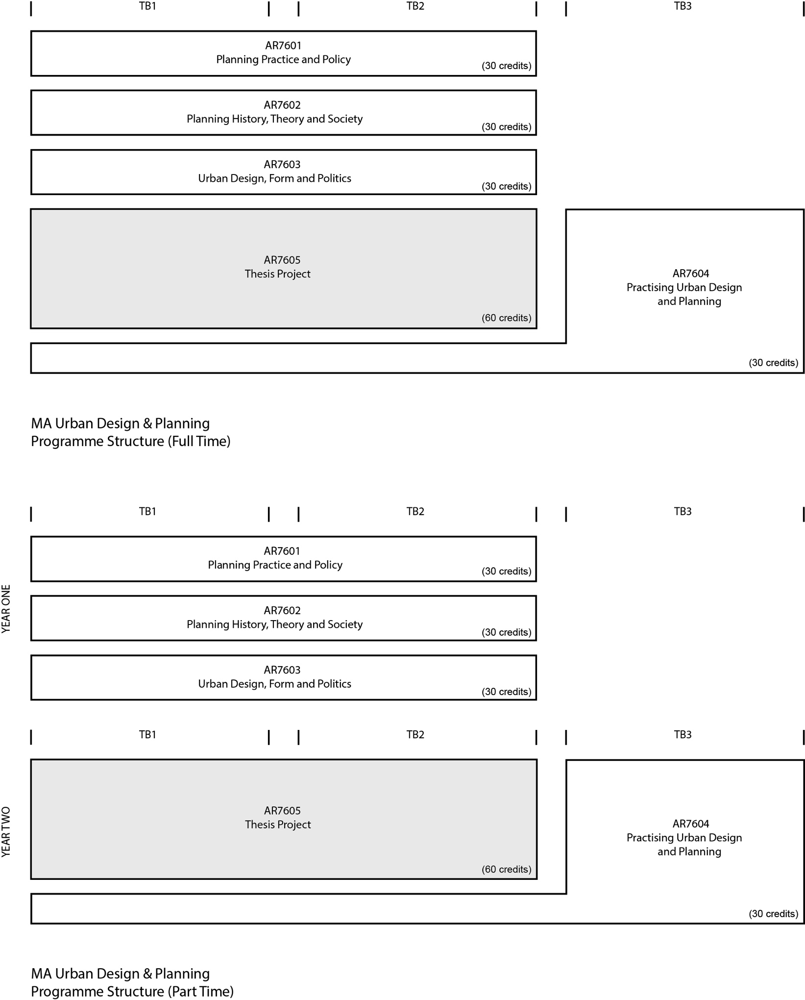 TB1 TB2 TB3
AR7601
Planning Practice and Policy
(30 credits)
AR7602
Planning History, Theory and Society
(30 credits)
AR7603
Urban Design, Form and Politics
(30 credits)
AR7605
Thesis Project
(60 credits)
AR7604
Practising Urban Design
and Planning
(30 credits)
MA Urban Design & Planning
Programme Structure (Full Time)
TB1 TB2 TB3
YEAR ONE
AR7601
Planning Practice and Policy
(30 credits)
AR7602
Planning History, Theory and Society
(30 credits)
AR7603
Urban Design, Form and Politics
(30 credits)
TB1 TB2 TB3
YEAR TWO
AR7605
Thesis Project
(60 credits)
AR7604
Practising Urban Design
and Planning
(30 credits)
MA Urban Design & Planning
Programme Structure (Part Time)